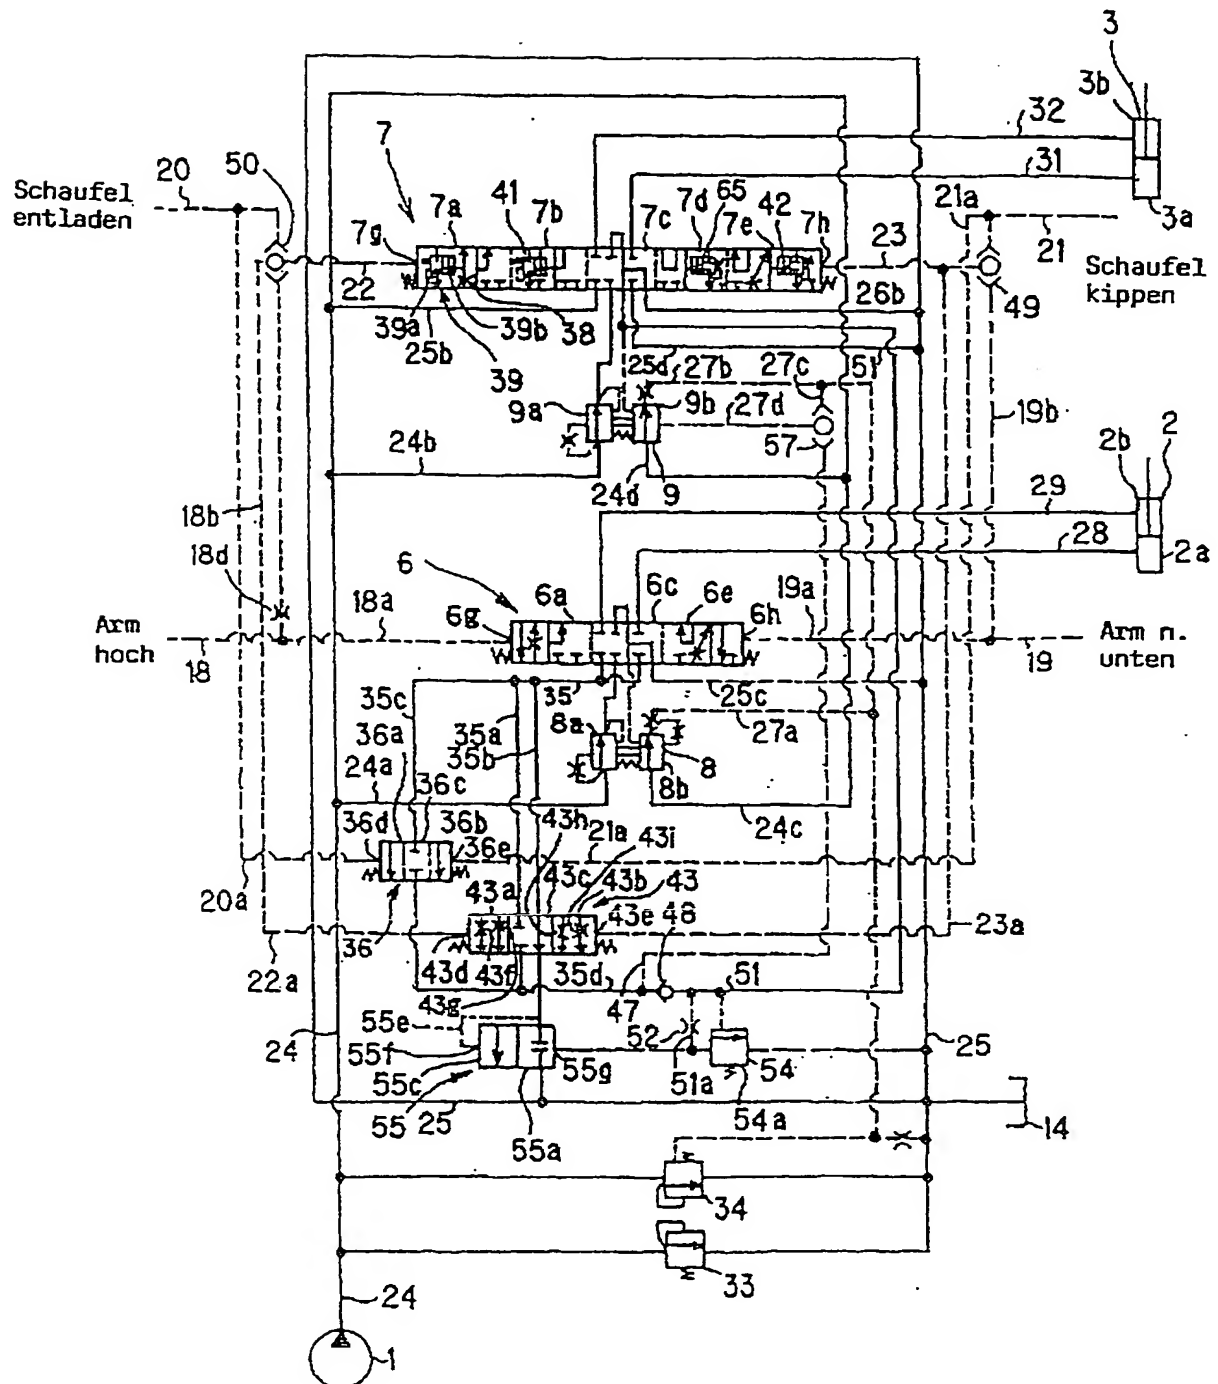 3
3b
32
7
20
50
31
Schaufel
entladen
41
65
42
7a
7b
7c
7d
7e
7g
7h
21a
3a
23
21
22
26b
Schaufel
kippen
49
39a
39b
38
25b
39
25d
27b
27c
51
9a
9b
27d
19b
57
2b
2
24b
24d
9
29
18b
28
18d
2a
6
6a
6c
6e
19a
18a
6g
6h
Arm
hoch
Arm n.
unten
18
19
35
25c
35c
8a
27a
36a
35a
35b
8
24a
36c
8b
43h
24c
36d
36b
36e
21a
43i
43c
43b
43
43a
20a
43e
48
23a
36
43d
43f
35d
51
22a
43g
47
55e
52
24
55f
55g
54
25
55c
51a
55
25
55a
54a
14
34
33
24
1